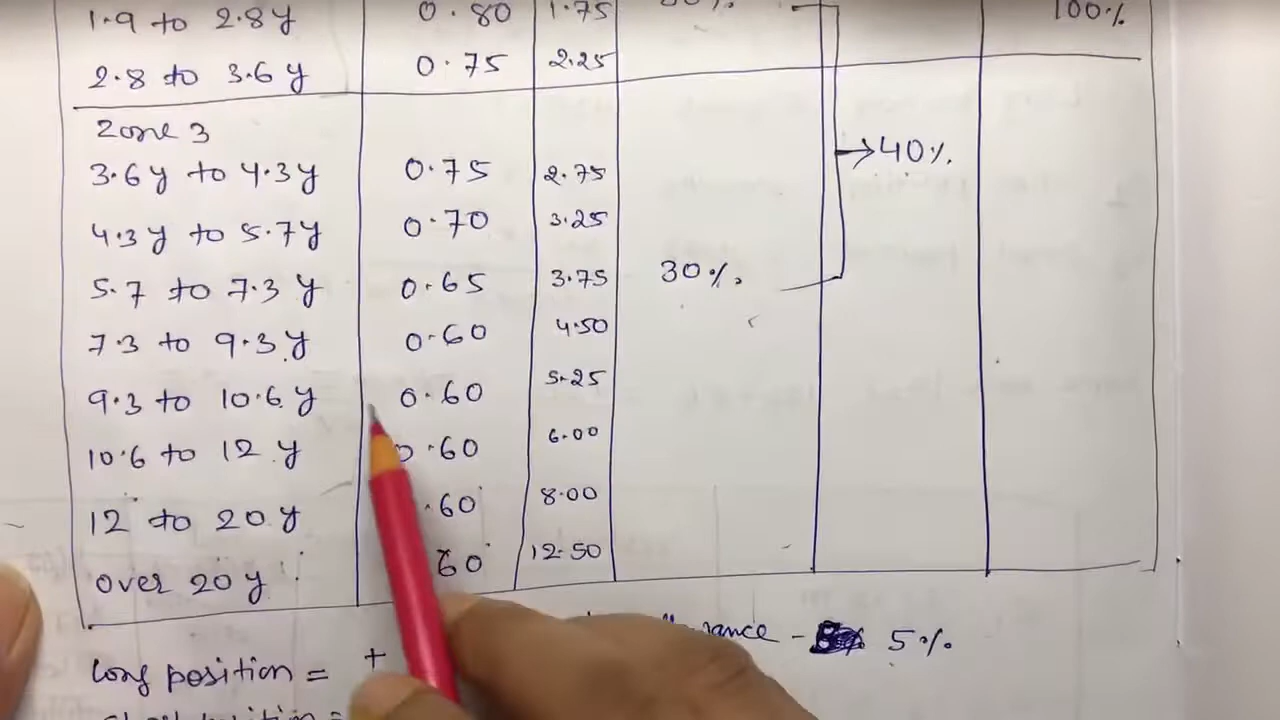 1.9 to 2.8 y 0.80 1.75 100%
2.8 to 3.6 y 0.75 2.25
Zone 3
3.6 y to 4.3 y 0.75 2.75 40%
4.3 y to 5.7 y 0.70 3.25
5.7 to 7.3 y 0.65 3.75 30%
7.3 to 9.3 y 0.60 4.50
9.3 to 10.6 y 0.60 5.25
10.6 to 12 y 0.60 6.00
12 to 20 y .60 8.00
over 20 y 60 12.50
- 5%
long position = +